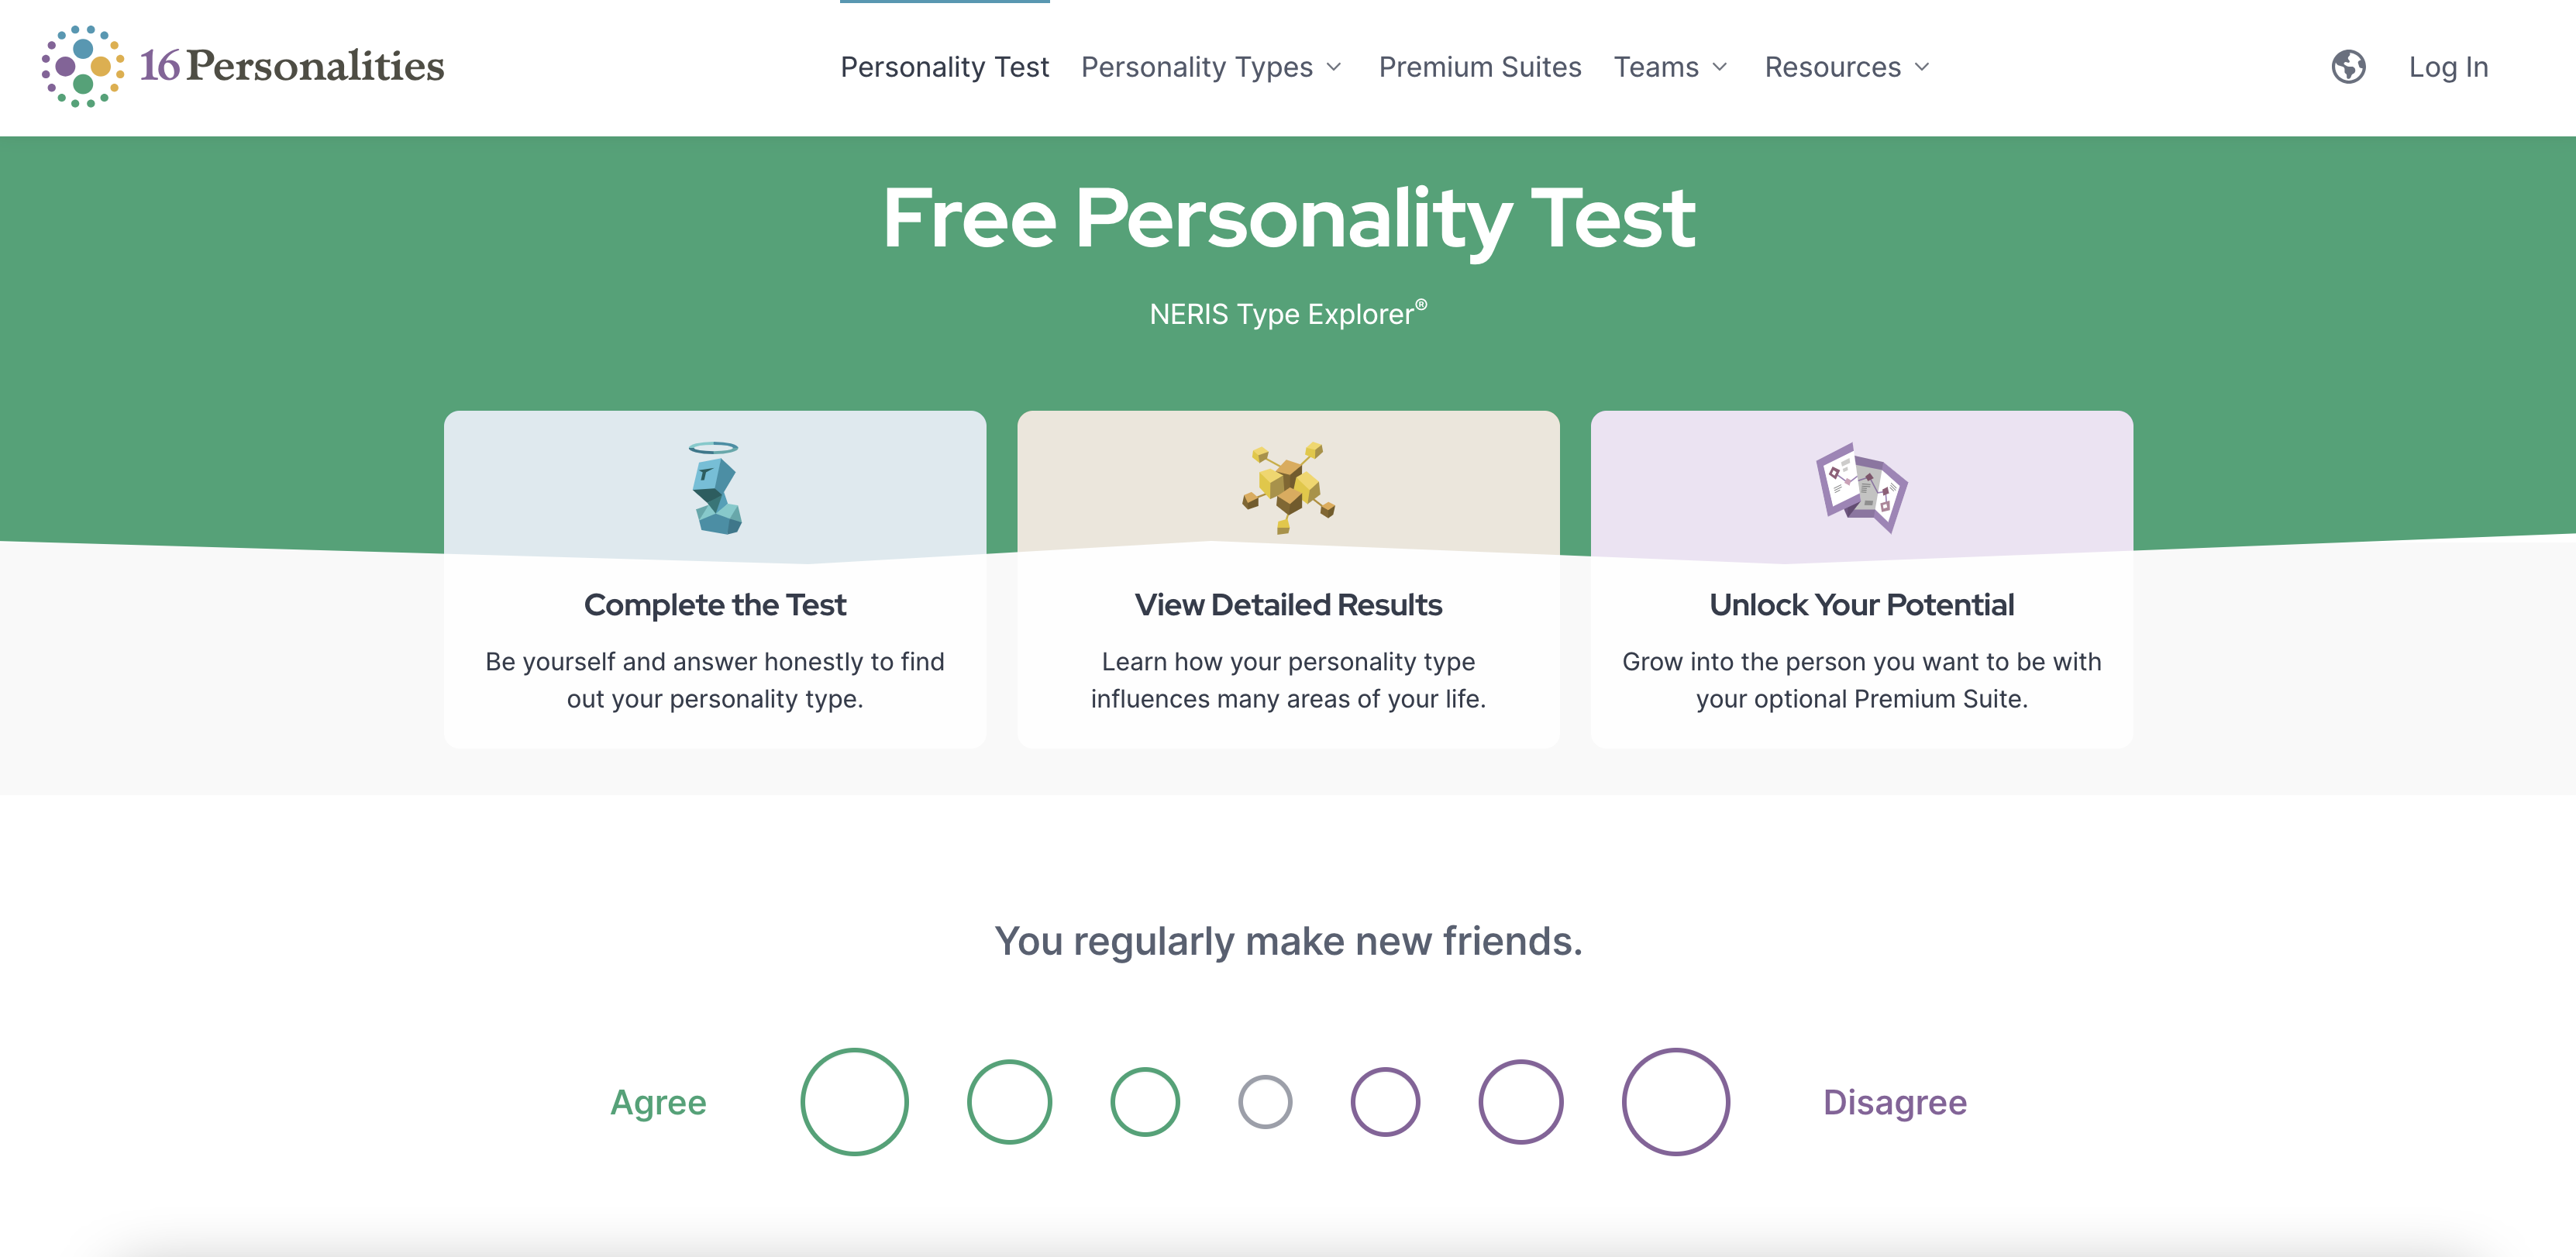 16Personalities
Personality Test
Personality Types
Premium Suites
Teams
Resources
Log In
Free Personality Test
NERIS Type Explorer®
Complete the Test
Be yourself and answer honestly to find
out your personality type.
View Detailed Results
Learn how your personality type
influences many areas of your life.
Unlock Your Potential
Grow into the person you want to be with
your optional Premium Suite.
You regularly make new friends.
Agree
Disagree